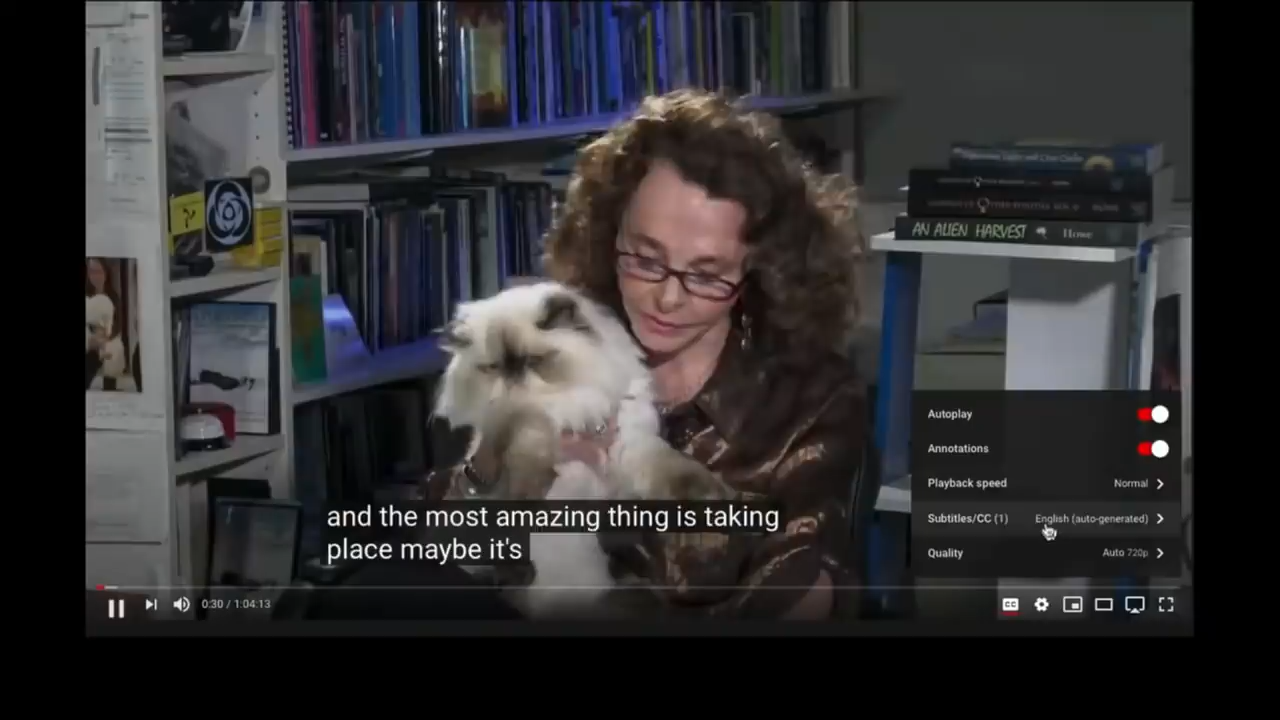 AN ALIEN HARVEST Howe
Autoplay
Annotations
Playback speed Normal
Subtitles/CC (1) English (auto-generated)
Quality Auto 720p
and the most amazing thing is taking
place maybe it's
0:30 / 1:04:13
CC